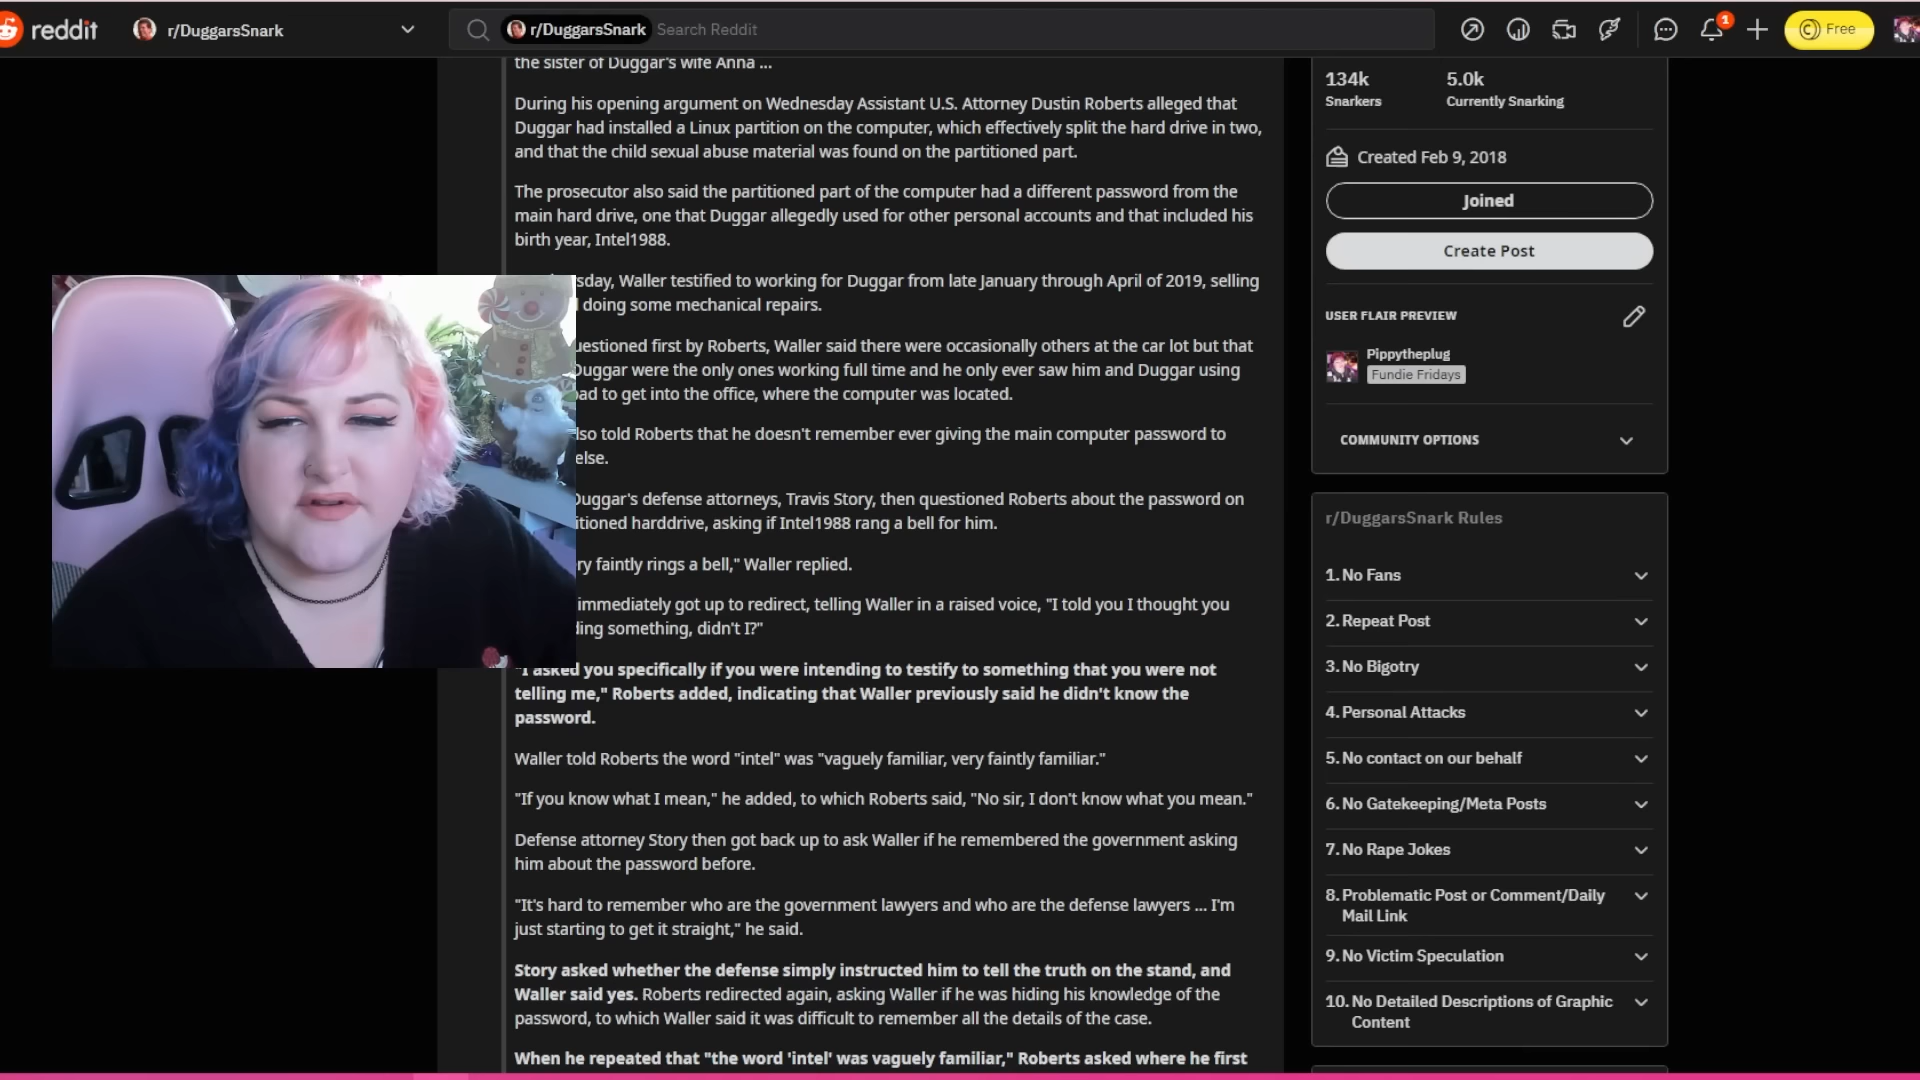 reddit
r/DuggarsSnark
r/DuggarsSnark Search Reddit
1
Free
the sister of Duggar's wife Anna ...
During his opening argument on Wednesday Assistant U.S. Attorney Dustin Roberts alleged that
Duggar had installed a Linux partition on the computer, which effectively split the hard drive in two,
and that the child sexual abuse material was found on the partitioned part.
The prosecutor also said the partitioned part of the computer had a different password from the
main hard drive, one that Duggar allegedly used for other personal accounts and that included his
birth year, Intel1988.
sday, Waller testified to working for Duggar from late January through April of 2019, selling
doing some mechanical repairs.
uestioned first by Roberts, Waller said there were occasionally others at the car lot but that
Duggar were the only ones working full time and he only ever saw him and Duggar using
ad to get into the office, where the computer was located.
lso told Roberts that he doesn't remember ever giving the main computer password to
else.
Duggar's defense attorneys, Travis Story, then questioned Roberts about the password on
itioned harddrive, asking if Intel1988 rang a bell for him.
ry faintly rings a bell," Waller replied.
immediately got up to redirect, telling Waller in a raised voice, "I told you I thought you
ding something, didn't I?"
"I asked you specifically if you were intending to testify to something that you were not
telling me," Roberts added, indicating that Waller previously said he didn't know the
password.
Waller told Roberts the word "intel" was "vaguely familiar, very faintly familiar."
"If you know what I mean," he added, to which Roberts said, "No sir, I don't know what you mean."
Defense attorney Story then got back up to ask Waller if he remembered the government asking
him about the password before.
"It's hard to remember who are the government lawyers and who are the defense lawyers ... I'm
just starting to get it straight," he said.
Story asked whether the defense simply instructed him to tell the truth on the stand, and
Waller said yes. Roberts redirected again, asking Waller if he was hiding his knowledge of the
password, to which Waller said it was difficult to remember all the details of the case.
When he repeated that "the word 'intel' was vaguely familiar," Roberts asked where he first
134k 5.0k
Snarkers Currently Snarking
Created Feb 9, 2018
Joined
Create Post
USER FLAIR PREVIEW
Pippytheplug
Fundie Fridays
COMMUNITY OPTIONS
r/DuggarsSnark Rules
1. No Fans
2. Repeat Post
3. No Bigotry
4. Personal Attacks
5. No contact on our behalf
6. No Gatekeeping/Meta Posts
7. No Rape Jokes
8. Problematic Post or Comment/Daily
Mail Link
9. No Victim Speculation
10. No Detailed Descriptions of Graphic
Content